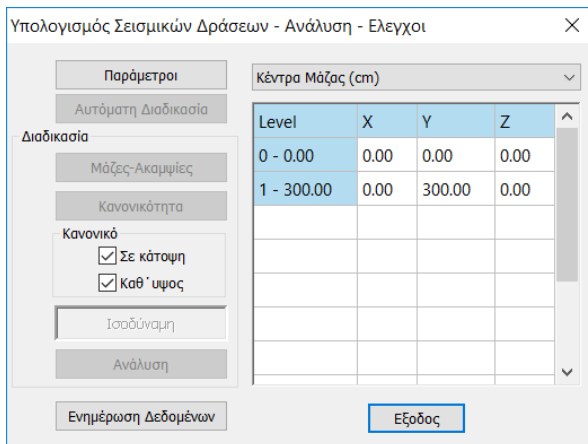 Υπολογισμός Σεισμικών Δράσεων - Ανάλυση - Ελεγχοι
Παράμετροι
Αυτόματη Διαδικασία
Διαδικασία
Μάζες-Ακαμψίες
Κανονικότητα
Κανονικό
Σε κάτοψη
Καθ΄υψος
Ισοδύναμη
Ανάλυση
Ενημέρωση Δεδομένων
Κέντρα Μάζας (cm)
Level X Y Z
0 - 0.00 0.00 0.00 0.00
1 - 300.00 0.00 300.00 0.00
Εξοδος